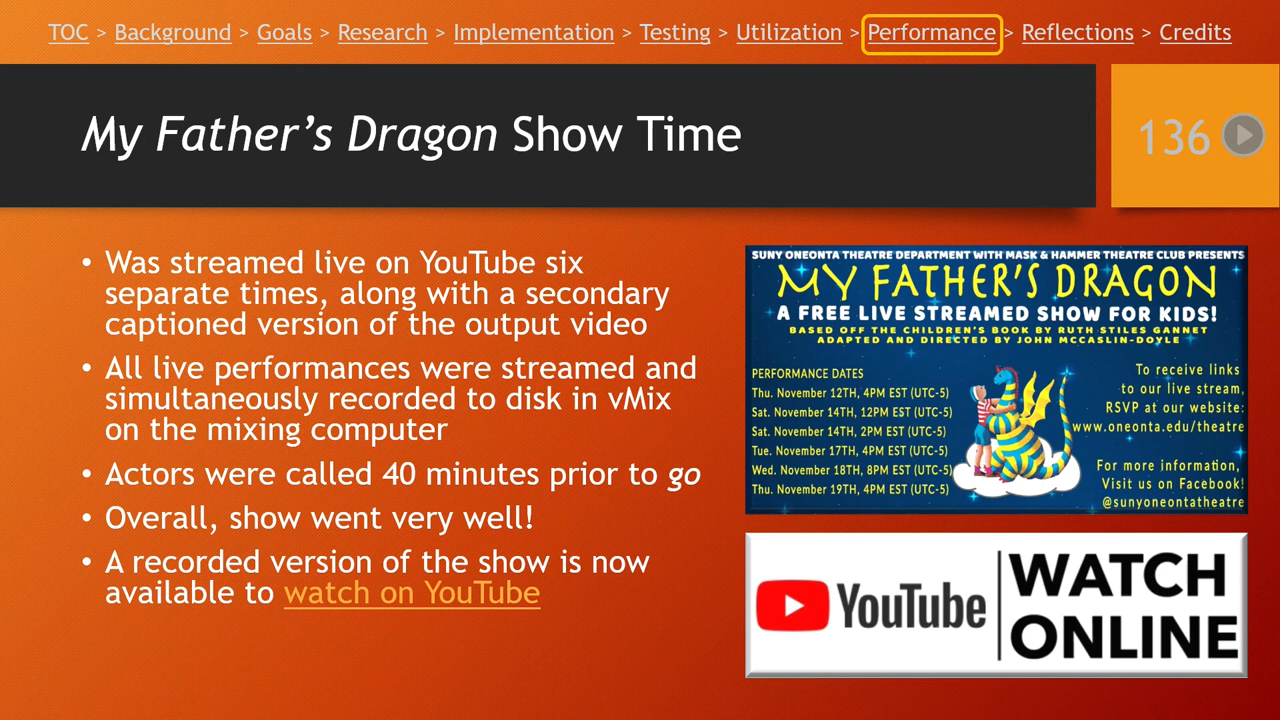 TOC > Background > Goals > Research > Implementation > Testing > Utilization > Performance > Reflections > Credits
My Father’s Dragon Show Time
136
• Was streamed live on YouTube six
separate times, along with a secondary
captioned version of the output video
• All live performances were streamed and
simultaneously recorded to disk in vMix
on the mixing computer
• Actors were called 40 minutes prior to go
• Overall, show went very well!
• A recorded version of the show is now
available to watch on YouTube
SUNY ONEONTA THEATRE DEPARTMENT WITH MASK & HAMMER THEATRE CLUB PRESENTS
MY FATHER'S DRAGON
A FREE LIVE STREAMED SHOW FOR KIDS!
BASED OFF THE CHILDREN'S BOOK BY RUTH STILES GANNET
ADAPTED AND DIRECTED BY JOHN MCCASLIN-DOYLE
PERFORMANCE DATES
Thu. November 12TH, 4PM EST (UTC-5)
Sat. November 14TH, 12PM EST (UTC-5)
Sat. November 14TH, 2PM EST (UTC-5)
Tue. November 17TH, 4PM EST (UTC-5)
Wed. November 18TH, 8PM EST (UTC-5)
Thu. November 19TH, 4PM EST (UTC-5)
To receive links
to our live stream,
RSVP at our website:
www.oneonta.edu/theatre
For more information,
Visit us on Facebook!
@sunyoneontatheatre
YouTube
WATCH
ONLINE